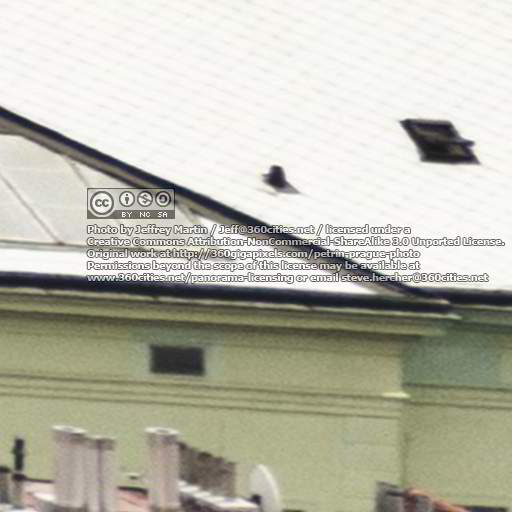 cc BY NC SA
Photo by Jeffrey Martin / Jeff@360cities.net / licensed under a
Creative Commons Attribution-NonCommercial-ShareAlike 3.0 Unported License.
Original work at http://360gigapixels.com/petrin-prague-photo
Permissions beyond the scope of this license may be available at
www.360cities.net/panorama-licensing or email steve.hercher@360cities.net